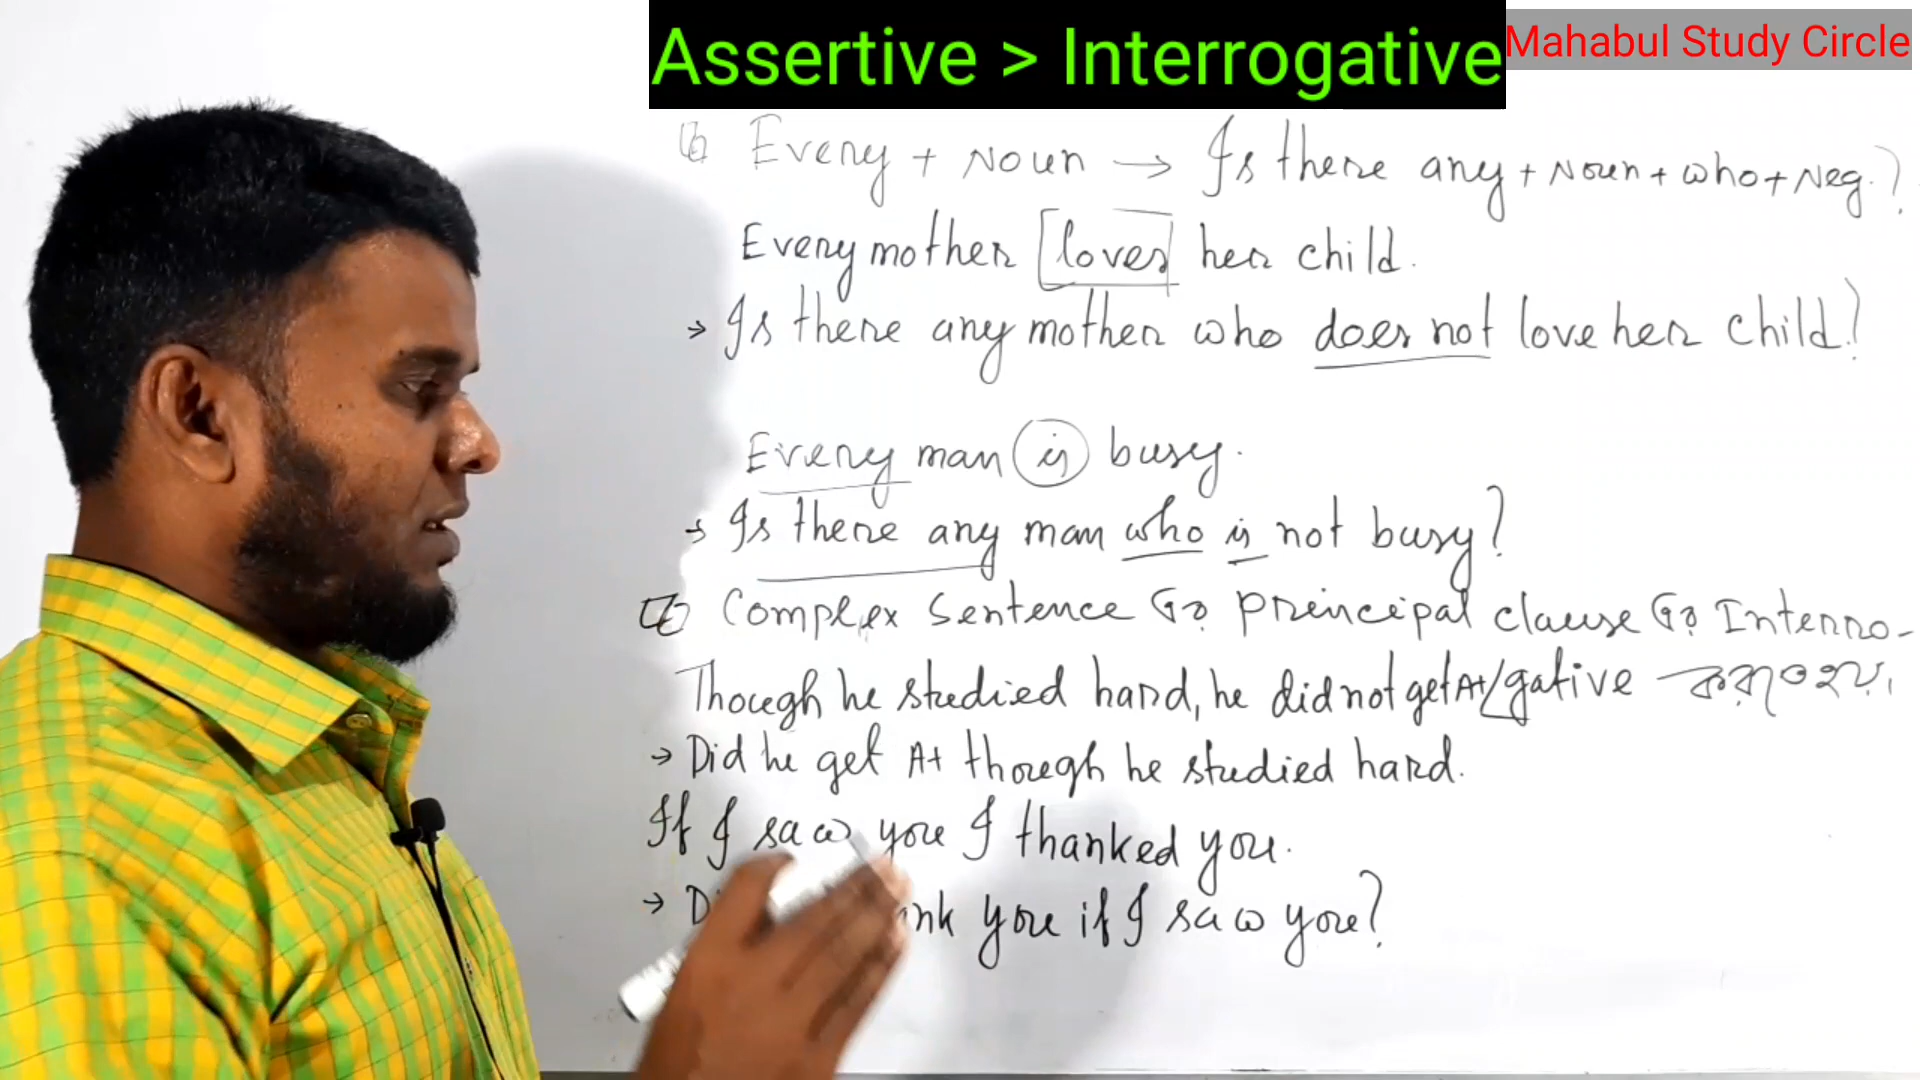 Assertive > Interrogative
Mahabul Study Circle
Every + Noun → Is there any + Noun + who + Neg.?
Every mother loves her child.
→ Is there any mother who does not love her child?
Every man is busy.
→ Is there any man who is not busy?
Complex Sentence এর principal clause এর Interro-
gative করতে হয়।
Though he studied hard, he did not get A+
→ Did he get A+ though he studied hard.
If I saw you I thanked you.
→ you if I saw you?